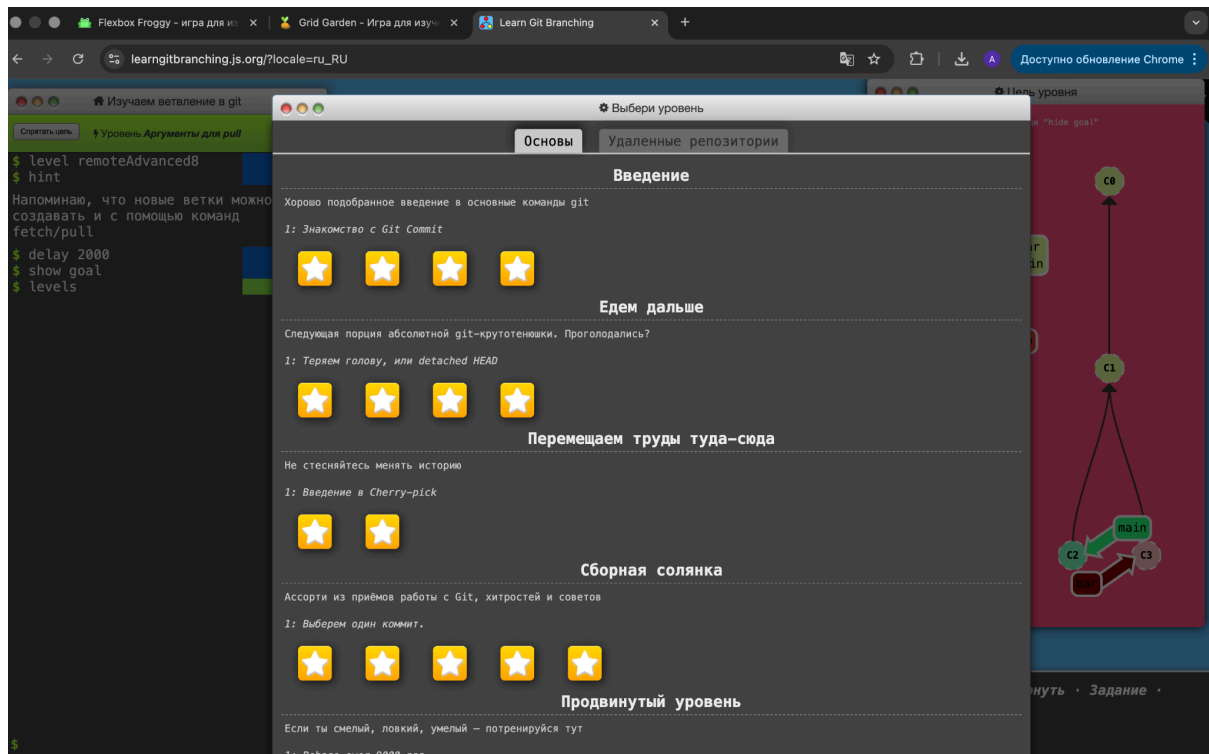 Flexbox Froggy – игра для из
Grid Garden – Игра для изуч
Learn Git Branching
learngitbranching.js.org/?locale=ru_RU
A
Доступно обновление Chrome
Изучаем ветвление в git
Выбери уровень
Цель уровня
Спрятать цель
Уровень Аргументы для pull
"hide goal"
Основы
Удаленные репозитории
$ level remoteAdvanced8
$ hint
Напоминаю, что новые ветки можно
создавать и с помощью команд
fetch/pull
$ delay 2000
$ show goal
$ levels
$
Введение
Хорошо подобранное введение в основные команды git
1: Знакомство с Git Commit
Едем дальше
Следующая порция абсолютной git-крутотенюшки. Проголодались?
1: Теряем голову, или detached HEAD
Перемещаем труды туда-сюда
Не стесняйтесь менять историю
1: Введение в Cherry-pick
Сборная солянка
Ассорти из приёмов работы с Git, хитростей и советов
1: Выберем один коммит.
Продвинутый уровень
Если ты смелый, ловкий, умелый — потренируйся тут
C0
C1
main
C2
C3
нуть · Задание ·